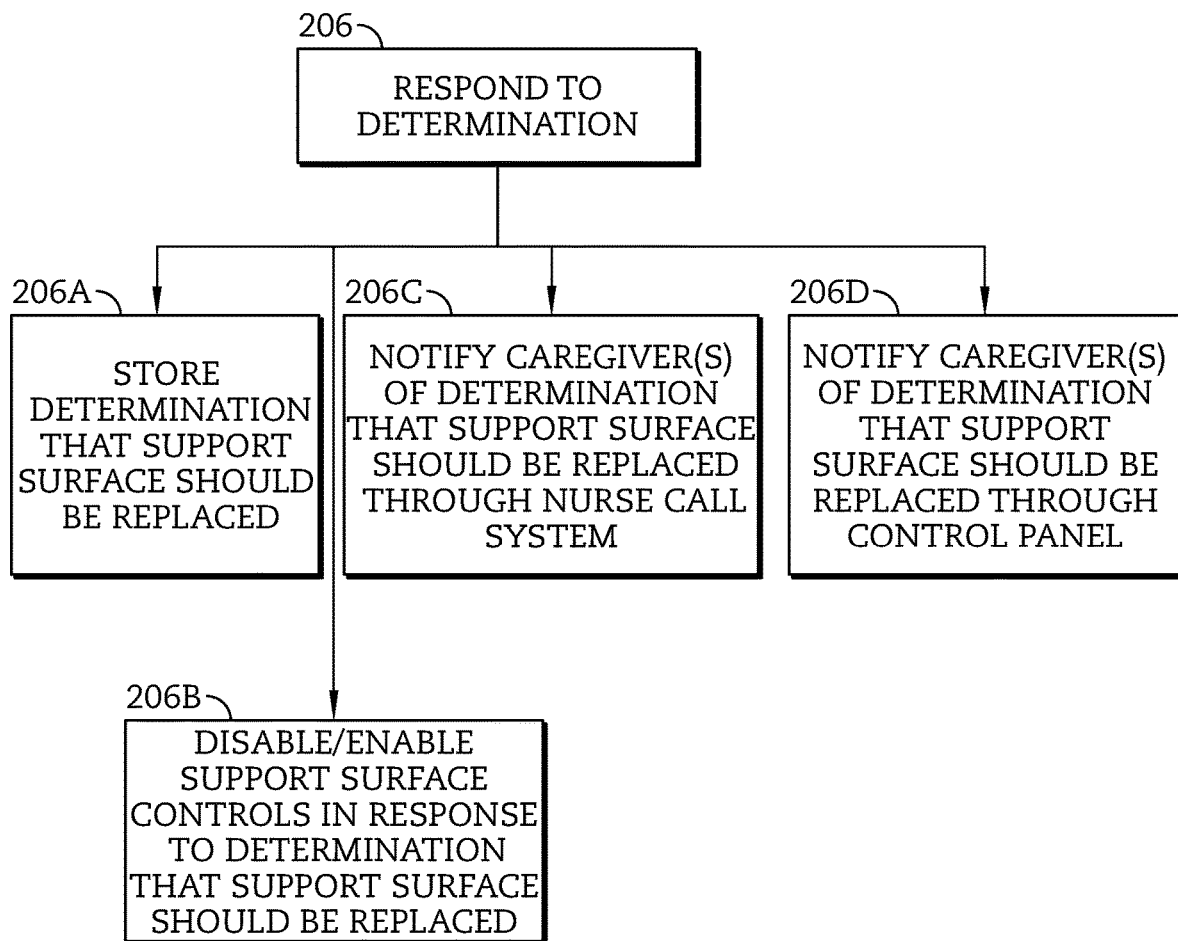 206
RESPOND TO
DETERMINATION
206A
STORE
DETERMINATION
THAT SUPPORT
SURFACE SHOULD
BE REPLACED
206C
NOTIFY CAREGIVER(S)
OF DETERMINATION
THAT SUPPORT SURFACE
SHOULD BE REPLACED
THROUGH NURSE CALL
SYSTEM
206D
NOTIFY CAREGIVER(S)
OF DETERMINATION
THAT SUPPORT
SURFACE SHOULD BE
REPLACED THROUGH
CONTROL PANEL
206B
DISABLE/ENABLE
SUPPORT SURFACE
CONTROLS IN RESPONSE
TO DETERMINATION
THAT SUPPORT SURFACE
SHOULD BE REPLACED